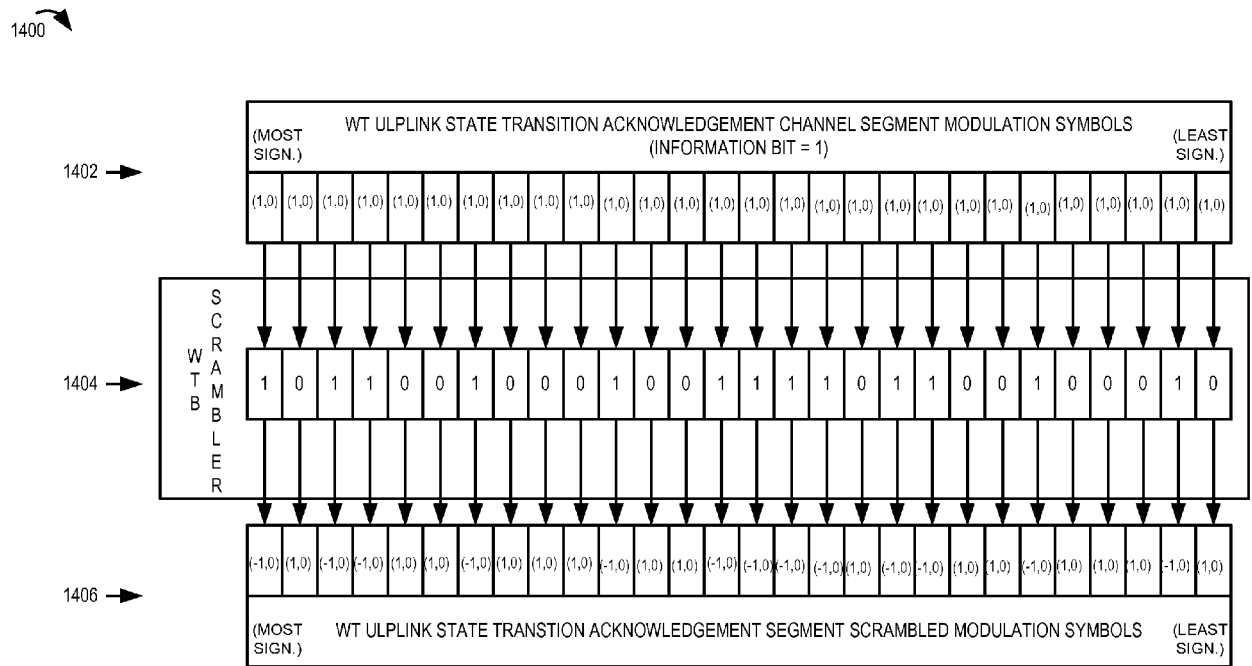 1400
(MOST SIGN.)
WT ULPLINK STATE TRANSITION ACKNOWLEDGEMENT CHANNEL SEGMENT MODULATION SYMBOLS
(INFORMATION BIT = 1)
(LEAST SIGN.)
1402
(1,0) (1,0) (1,0) (1,0) (1,0) (1,0) (1,0) (1,0) (1,0) (1,0) (1,0) (1,0) (1,0) (1,0) (1,0) (1,0) (1,0) (1,0) (1,0) (1,0) (1,0) (1,0) (1,0) (1,0) (1,0) (1,0) (1,0) (1,0)
WTB
SCRAMBLER
1404
1 0 1 1 0 0 1 0 0 0 1 0 0 1 1 1 1 0 1 1 0 0 1 0 0 0 1 0
(-1,0) (1,0) (-1,0) (-1,0) (1,0) (1,0) (-1,0) (1,0) (1,0) (1,0) (-1,0) (1,0) (1,0) (-1,0) (-1,0) (-1,0) (-1,0) (1,0) (-1,0) (-1,0) (1,0) (1,0) (-1,0) (1,0) (1,0) (1,0) (-1,0) (1,0)
1406
(MOST SIGN.)
WT ULPLINK STATE TRANSTION ACKNOWLEDGEMENT SEGMENT SCRAMBLED MODULATION SYMBOLS
(LEAST SIGN.)